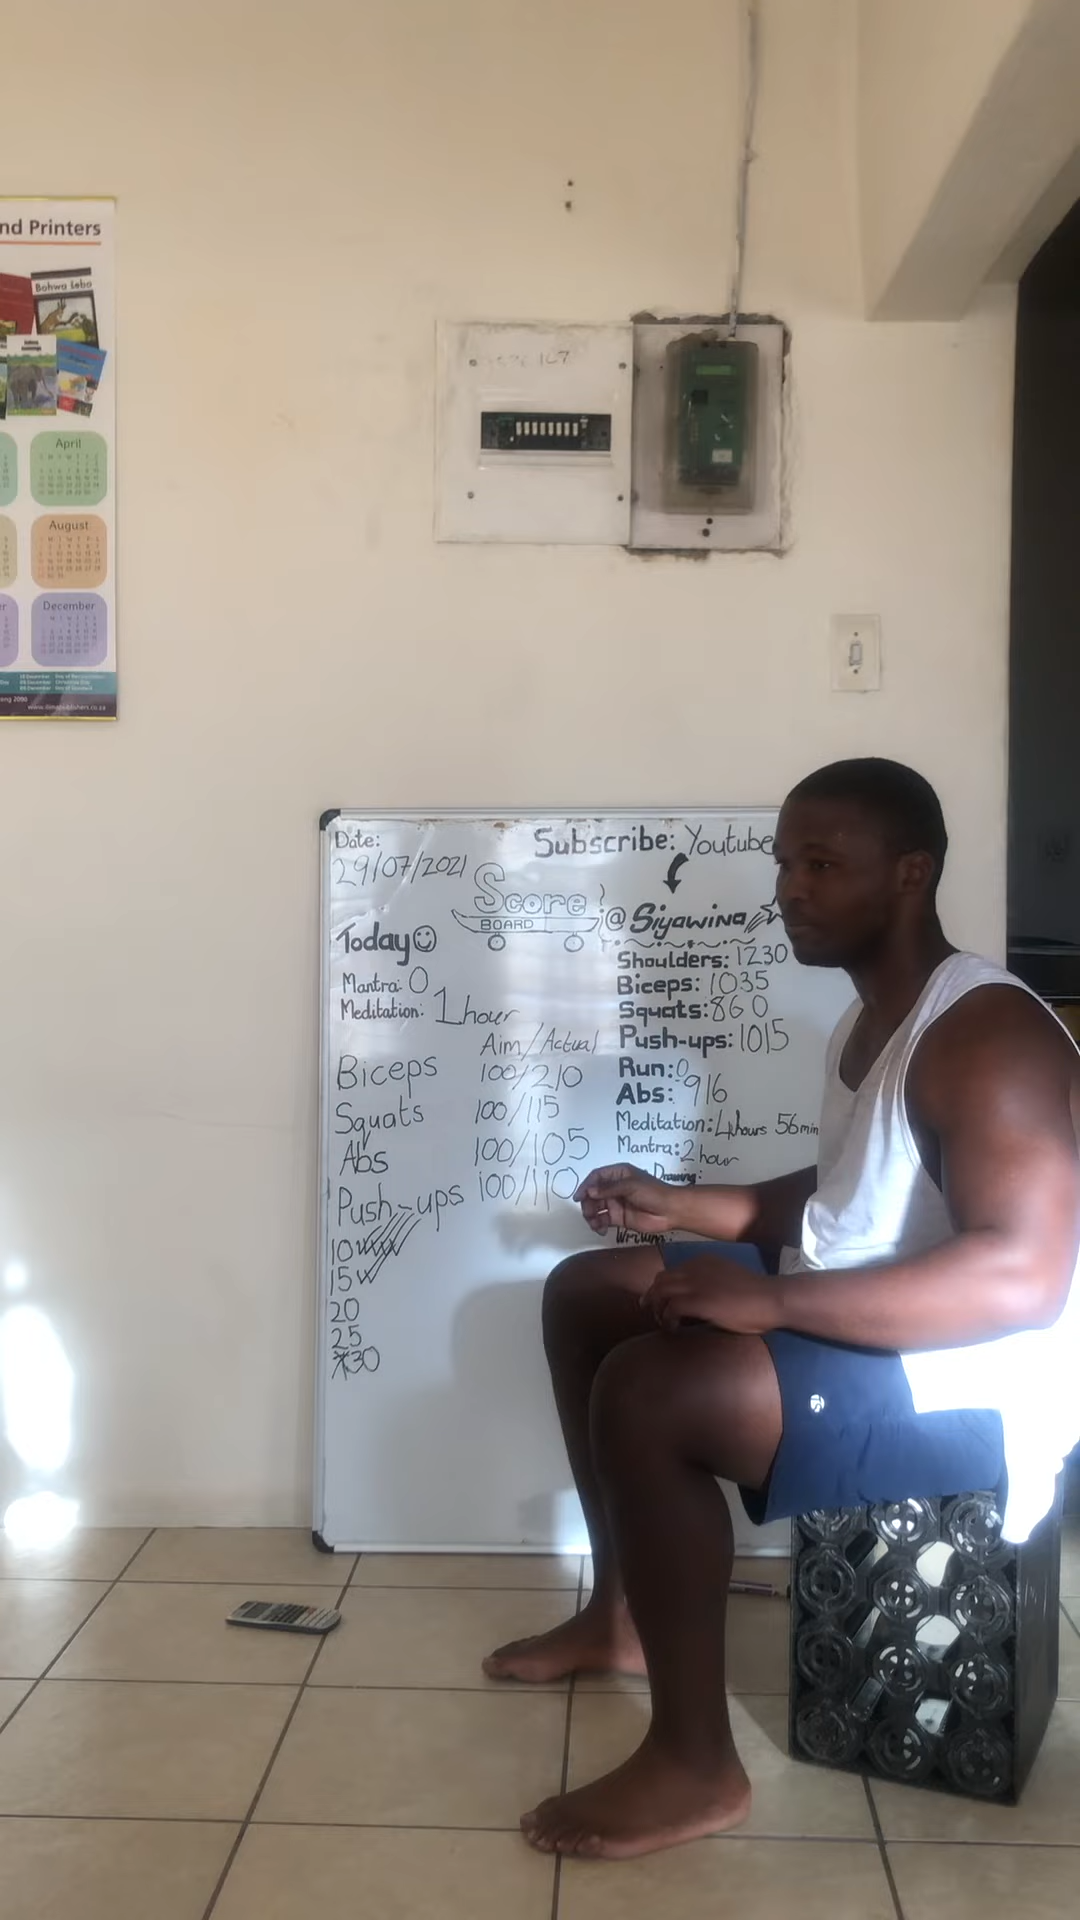 nd Printers
Bohwa Lebo
April
August
December
www.
Date:
29/07/2021
Subscribe: Youtube
Score
BOARD
@Siyawina
Today
Mantra: 0
Meditation: 1 hour
Aim/Actual
Biceps 100/210
Squats 100/115
Abs 100/105
Push-ups 100/110
10
15
20
25
30
Shoulders: 1230
Biceps: 1035
Squats: 860
Push-ups: 1015
Run: 0
Abs: 916
Meditation: 4 hours 56 min
Mantra: 2 hour
Drawing: